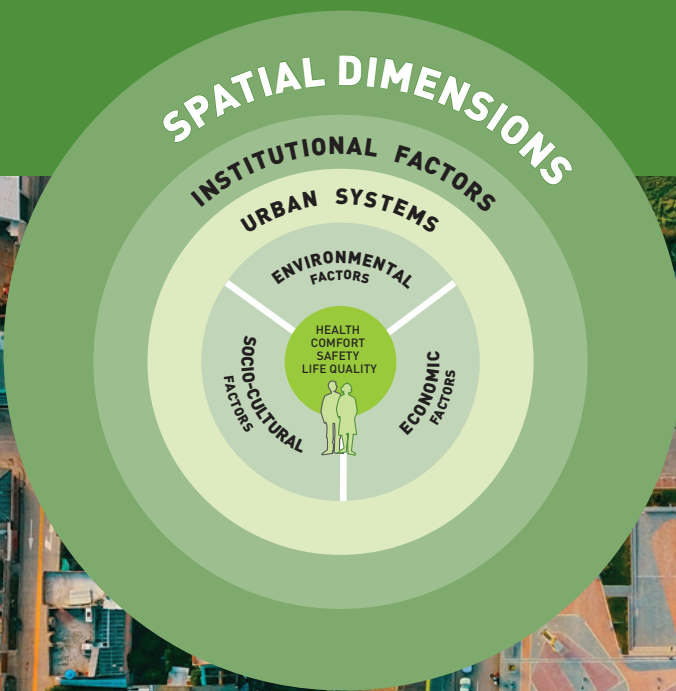 SPATIAL DIMENSIONS
INSTITUTIONAL FACTORS
URBAN SYSTEMS
ENVIRONMENTAL
FACTORS
HEALTH
COMFORT
SAFETY
LIFE QUALITY
SOCIO-CULTURAL
FACTORS
ECONOMIC
FACTORS